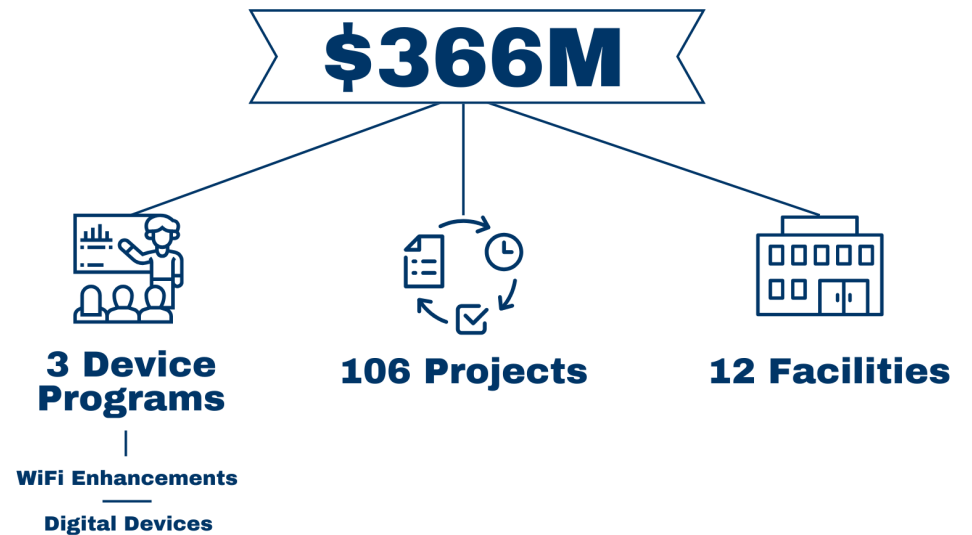 $366M
3 Device
Programs
106 Projects
12 Facilities
WiFi Enhancements
Digital Devices